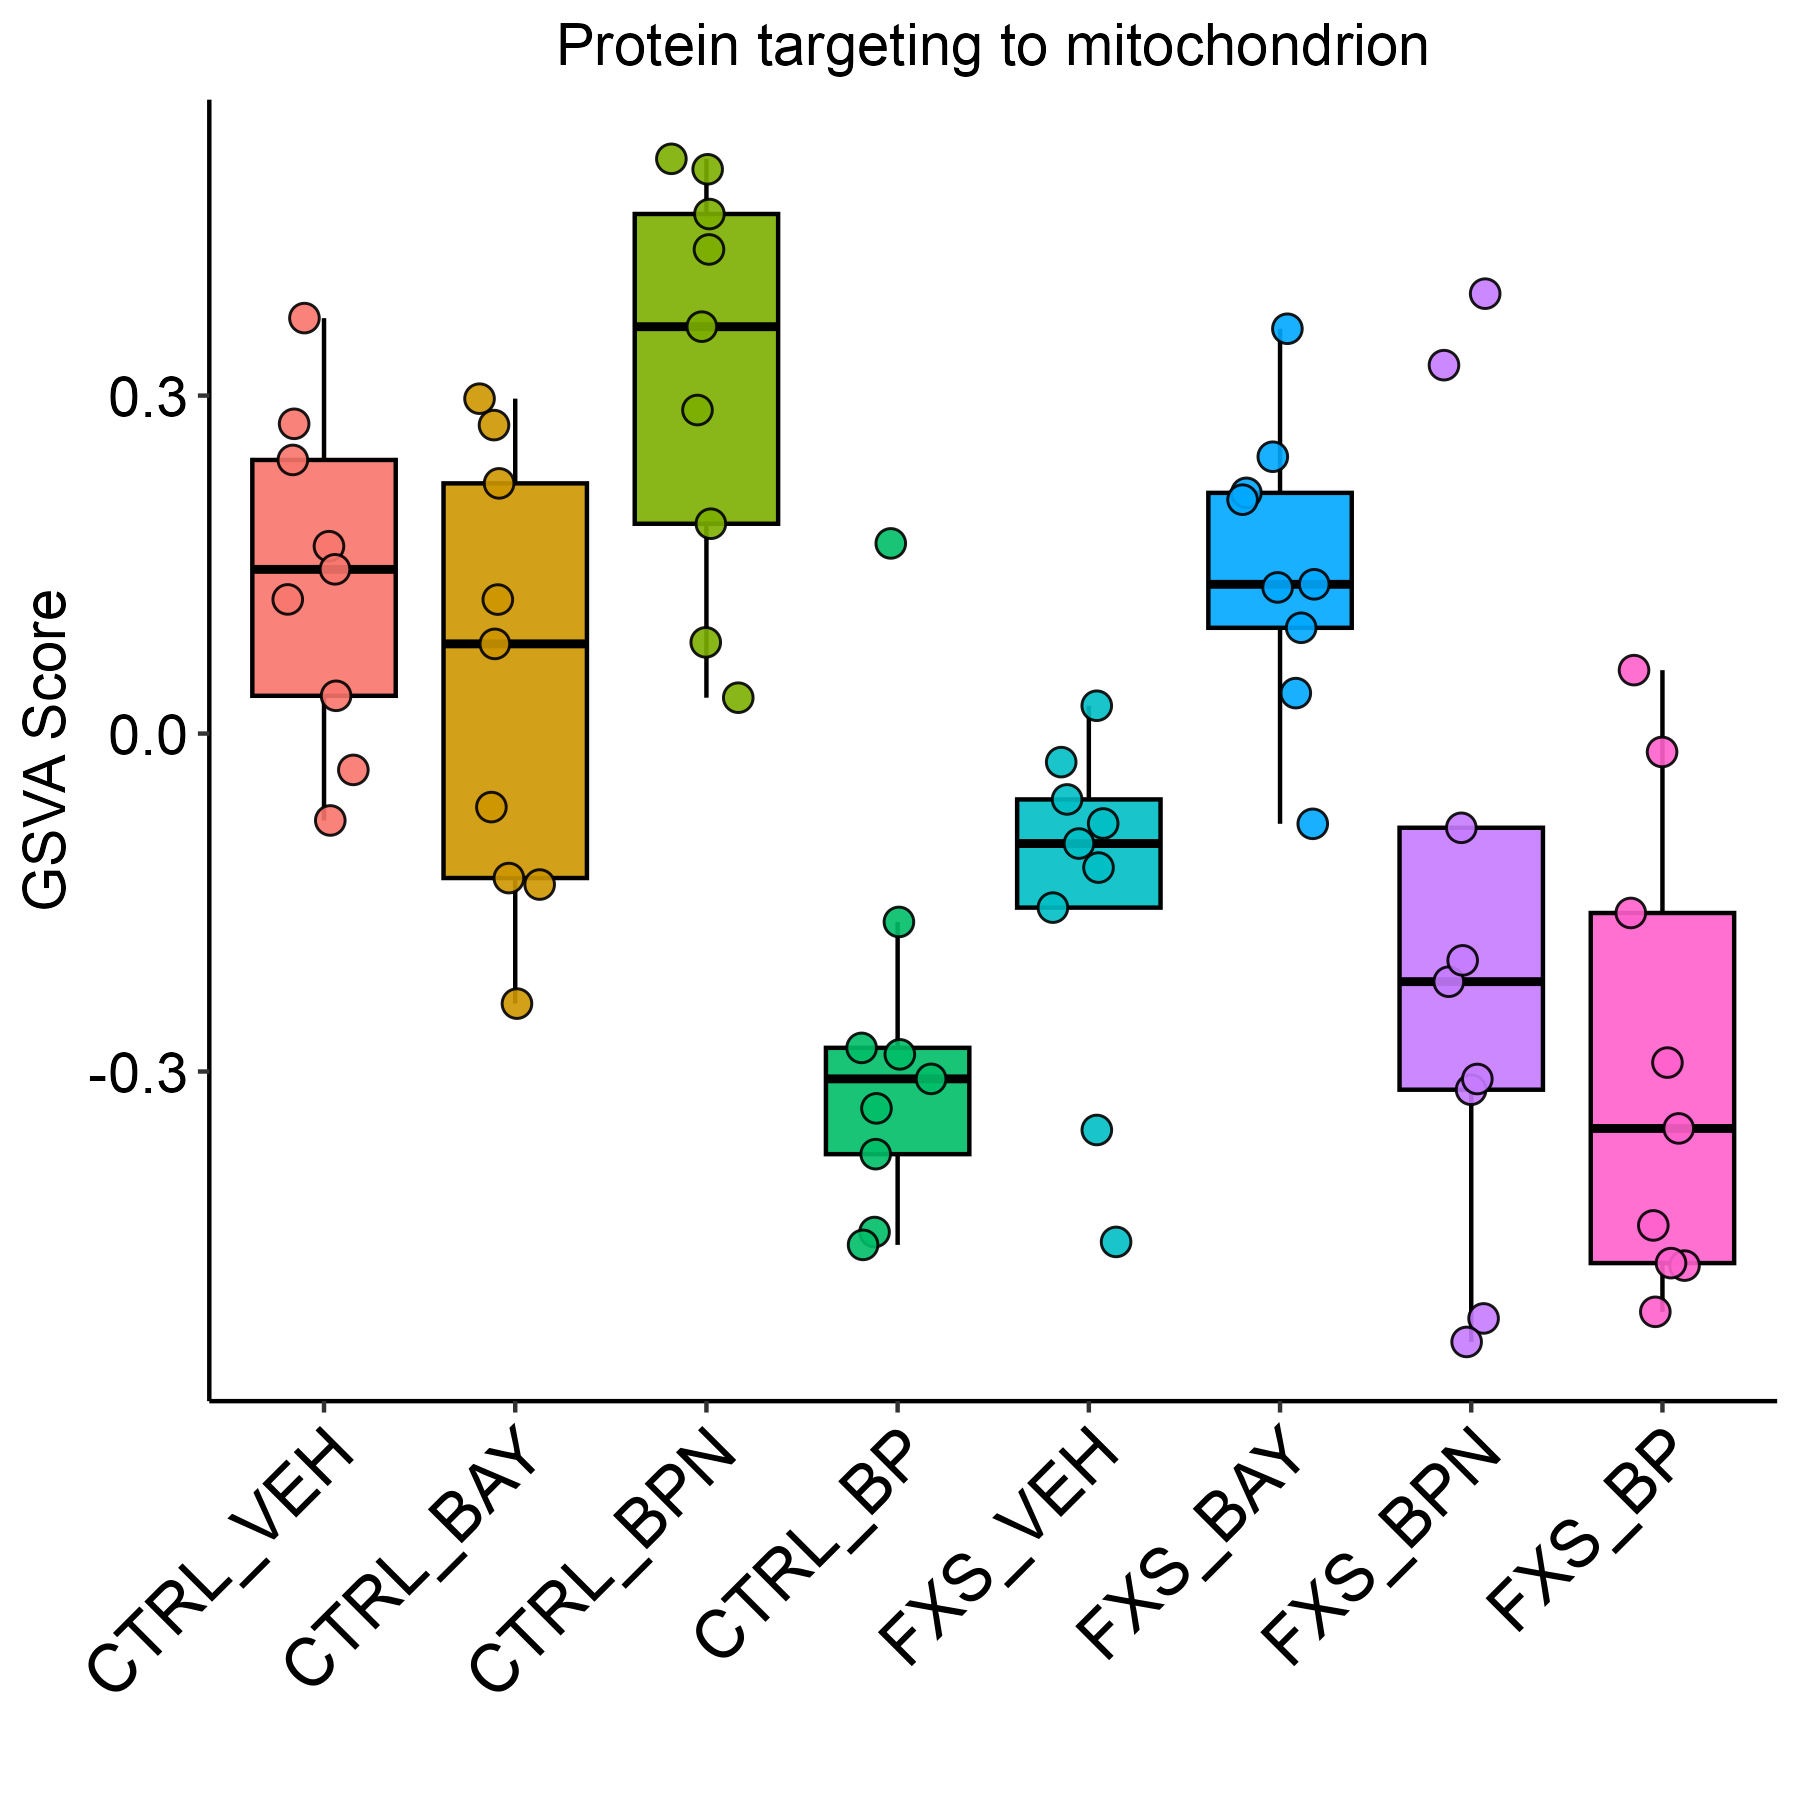 Protein targeting to mitochondrion
GSVA Score
0.3
0.0
-0.3
CTRL_VEH
CTRL_BAY
CTRL_BPN
CTRL_BP
FXS_VEH
FXS_BAY
FXS_BPN
FXS_BP